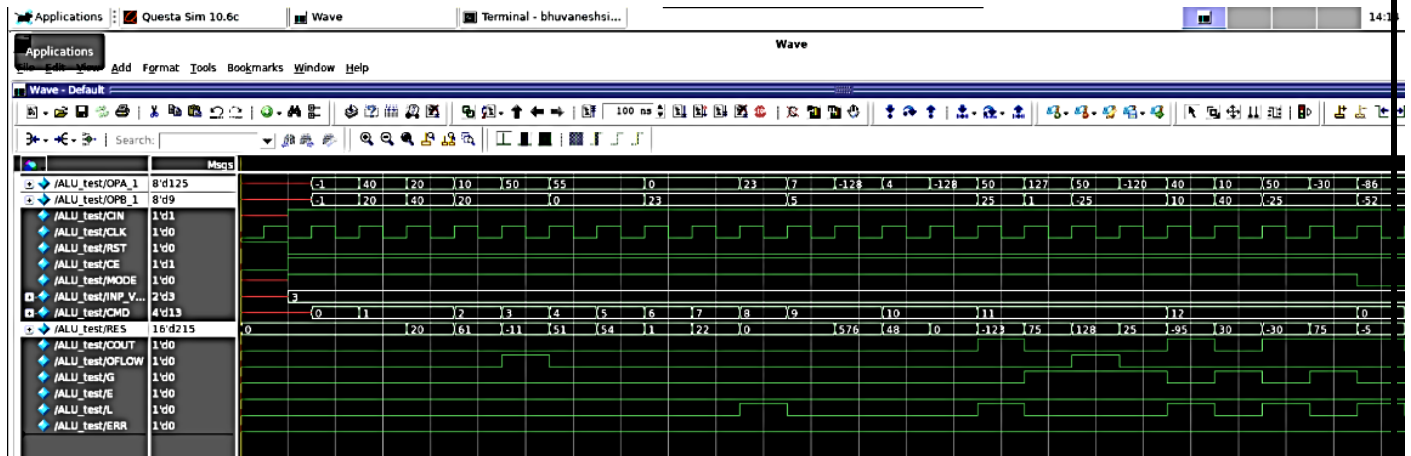 Applications Questa Sim 10.6c Wave Terminal - bhuvaneshsi... 14:1
Applications
Wave
File Edit View Add Format Tools Bookmarks Window Help
Wave - Default
100 ns
Search:
Msgs
/ALU_test/OPA_1 8'd125 -1 40 20 10 50 55 0 23 7 -128 4 -128 50 127 50 -120 40 10 50 -30 -86
/ALU_test/OPB_1 8'd9 -1 20 40 20 0 23 5 25 1 -25 10 40 -25 -52
/ALU_test/CIN 1'd1
/ALU_test/CLK 1'd0
/ALU_test/RST 1'd0
/ALU_test/CE 1'd1
/ALU_test/MODE 1'd0
/ALU_test/INP_V... 2'd3 3
/ALU_test/CMD 4'd13 0 1 2 3 4 5 6 7 8 9 10 11 12 0
/ALU_test/RES 16'd215 0 20 61 -11 51 54 1 22 0 576 48 0 -123 75 128 25 -95 30 -30 75 -5
/ALU_test/COUT 1'd0
/ALU_test/OFLOW 1'd0
/ALU_test/G 1'd0
/ALU_test/E 1'd0
/ALU_test/L 1'd0
/ALU_test/ERR 1'd0